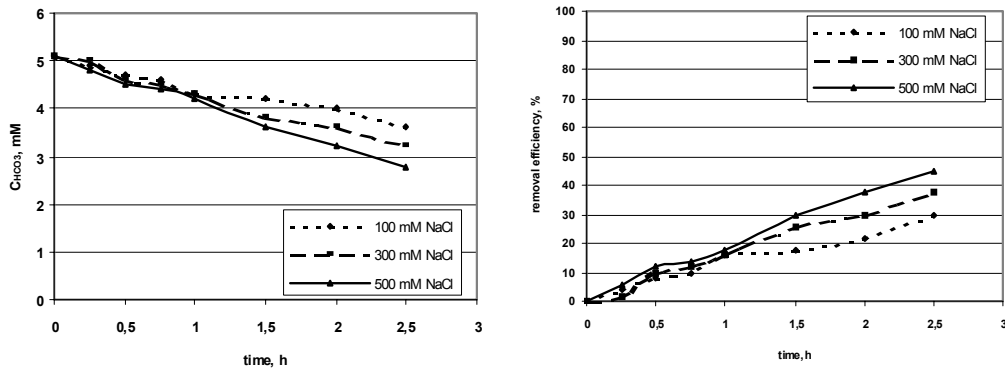 6
5
4
3
2
1
0
C_HCO3, mM
100 mM NaCl
300 mM NaCl
500 mM NaCl
0 0,5 1 1,5 2 2,5 3
time, h
100
90
80
70
60
50
40
30
20
10
0
removal efficiency, %
100 mM NaCl
300 mM NaCl
500 mM NaCl
0 0,5 1 1,5 2 2,5 3
time, h